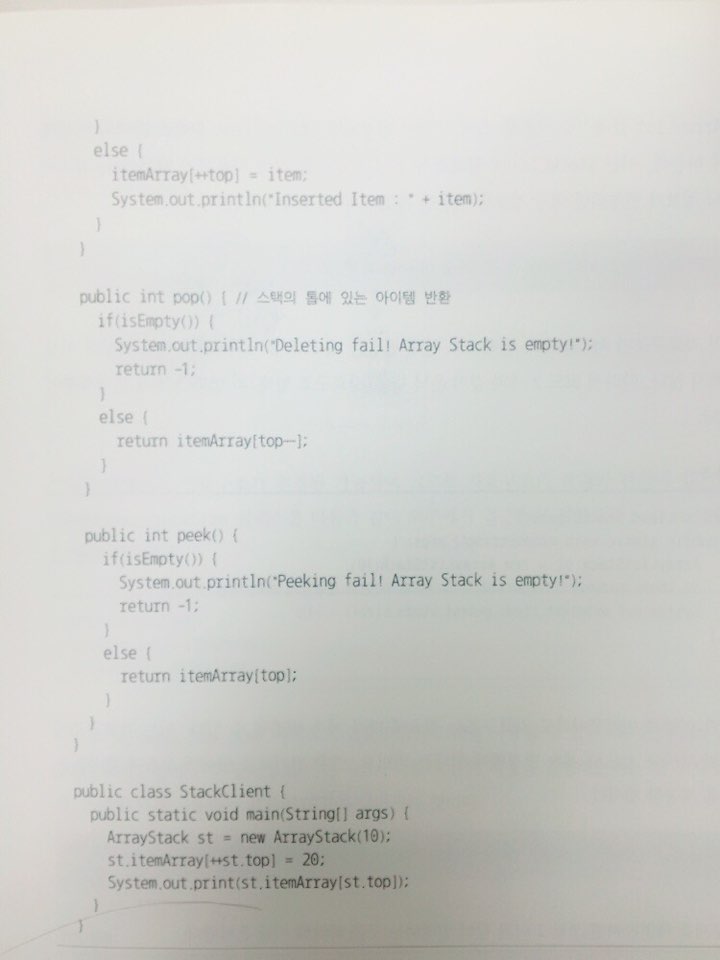 }
else {
itemArray[++top] = item;
System.out.println("Inserted Item : " + item);
}
}
public int pop() { // 스택의 톱에 있는 아이템 반환
if(isEmpty()) {
System.out.println("Deleting fail! Array Stack is empty!");
return -1;
}
else {
return itemArray[top--];
}
}
public int peek() {
if(isEmpty()) {
System.out.println("Peeking fail! Array Stack is empty!");
return -1;
}
else {
return itemArray[top];
}
}
}
public class StackClient {
public static void main(String[] args) {
ArrayStack st = new ArrayStack(10);
st.itemArray[++st.top] = 20;
System.out.print(st.itemArray[st.top]);
}
}